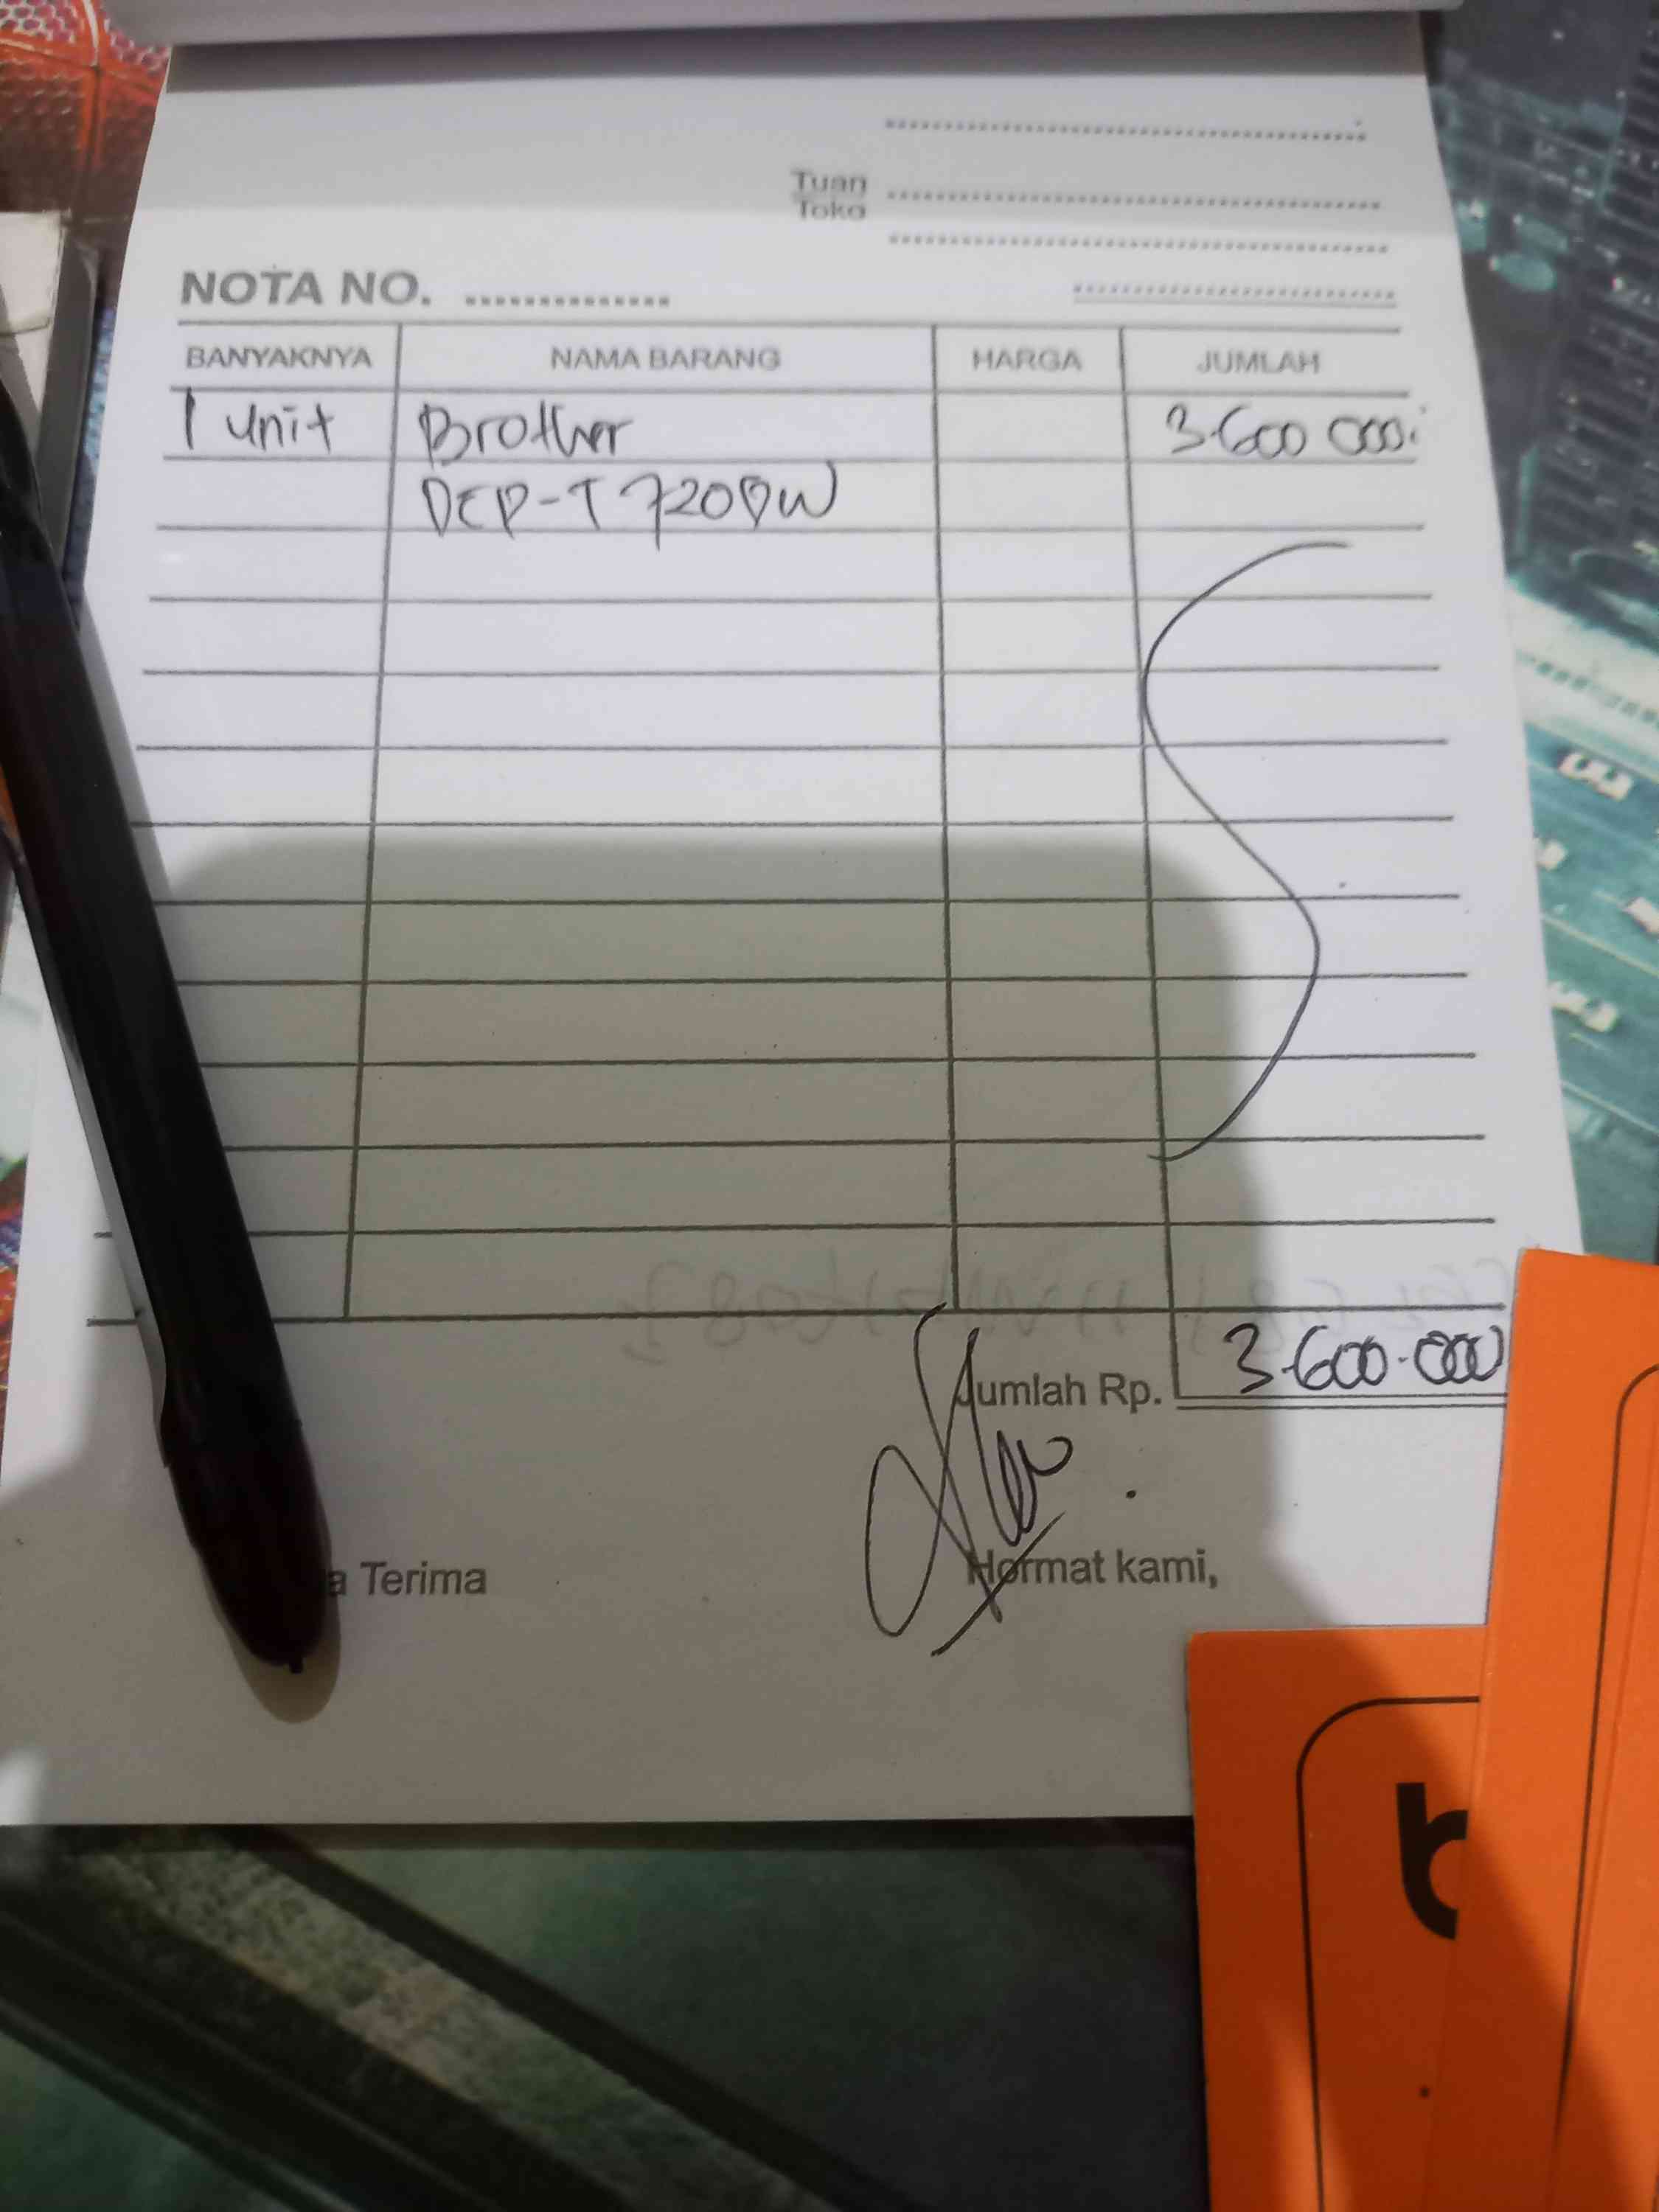 Tuan
Toko
NOTA NO.
BANYAKNYA NAMA BARANG HARGA JUMLAH
1 unit Brother 3.600 000
DCP-T720DW
Jumlah Rp. 3.600.000
a Terima Hormat kami,